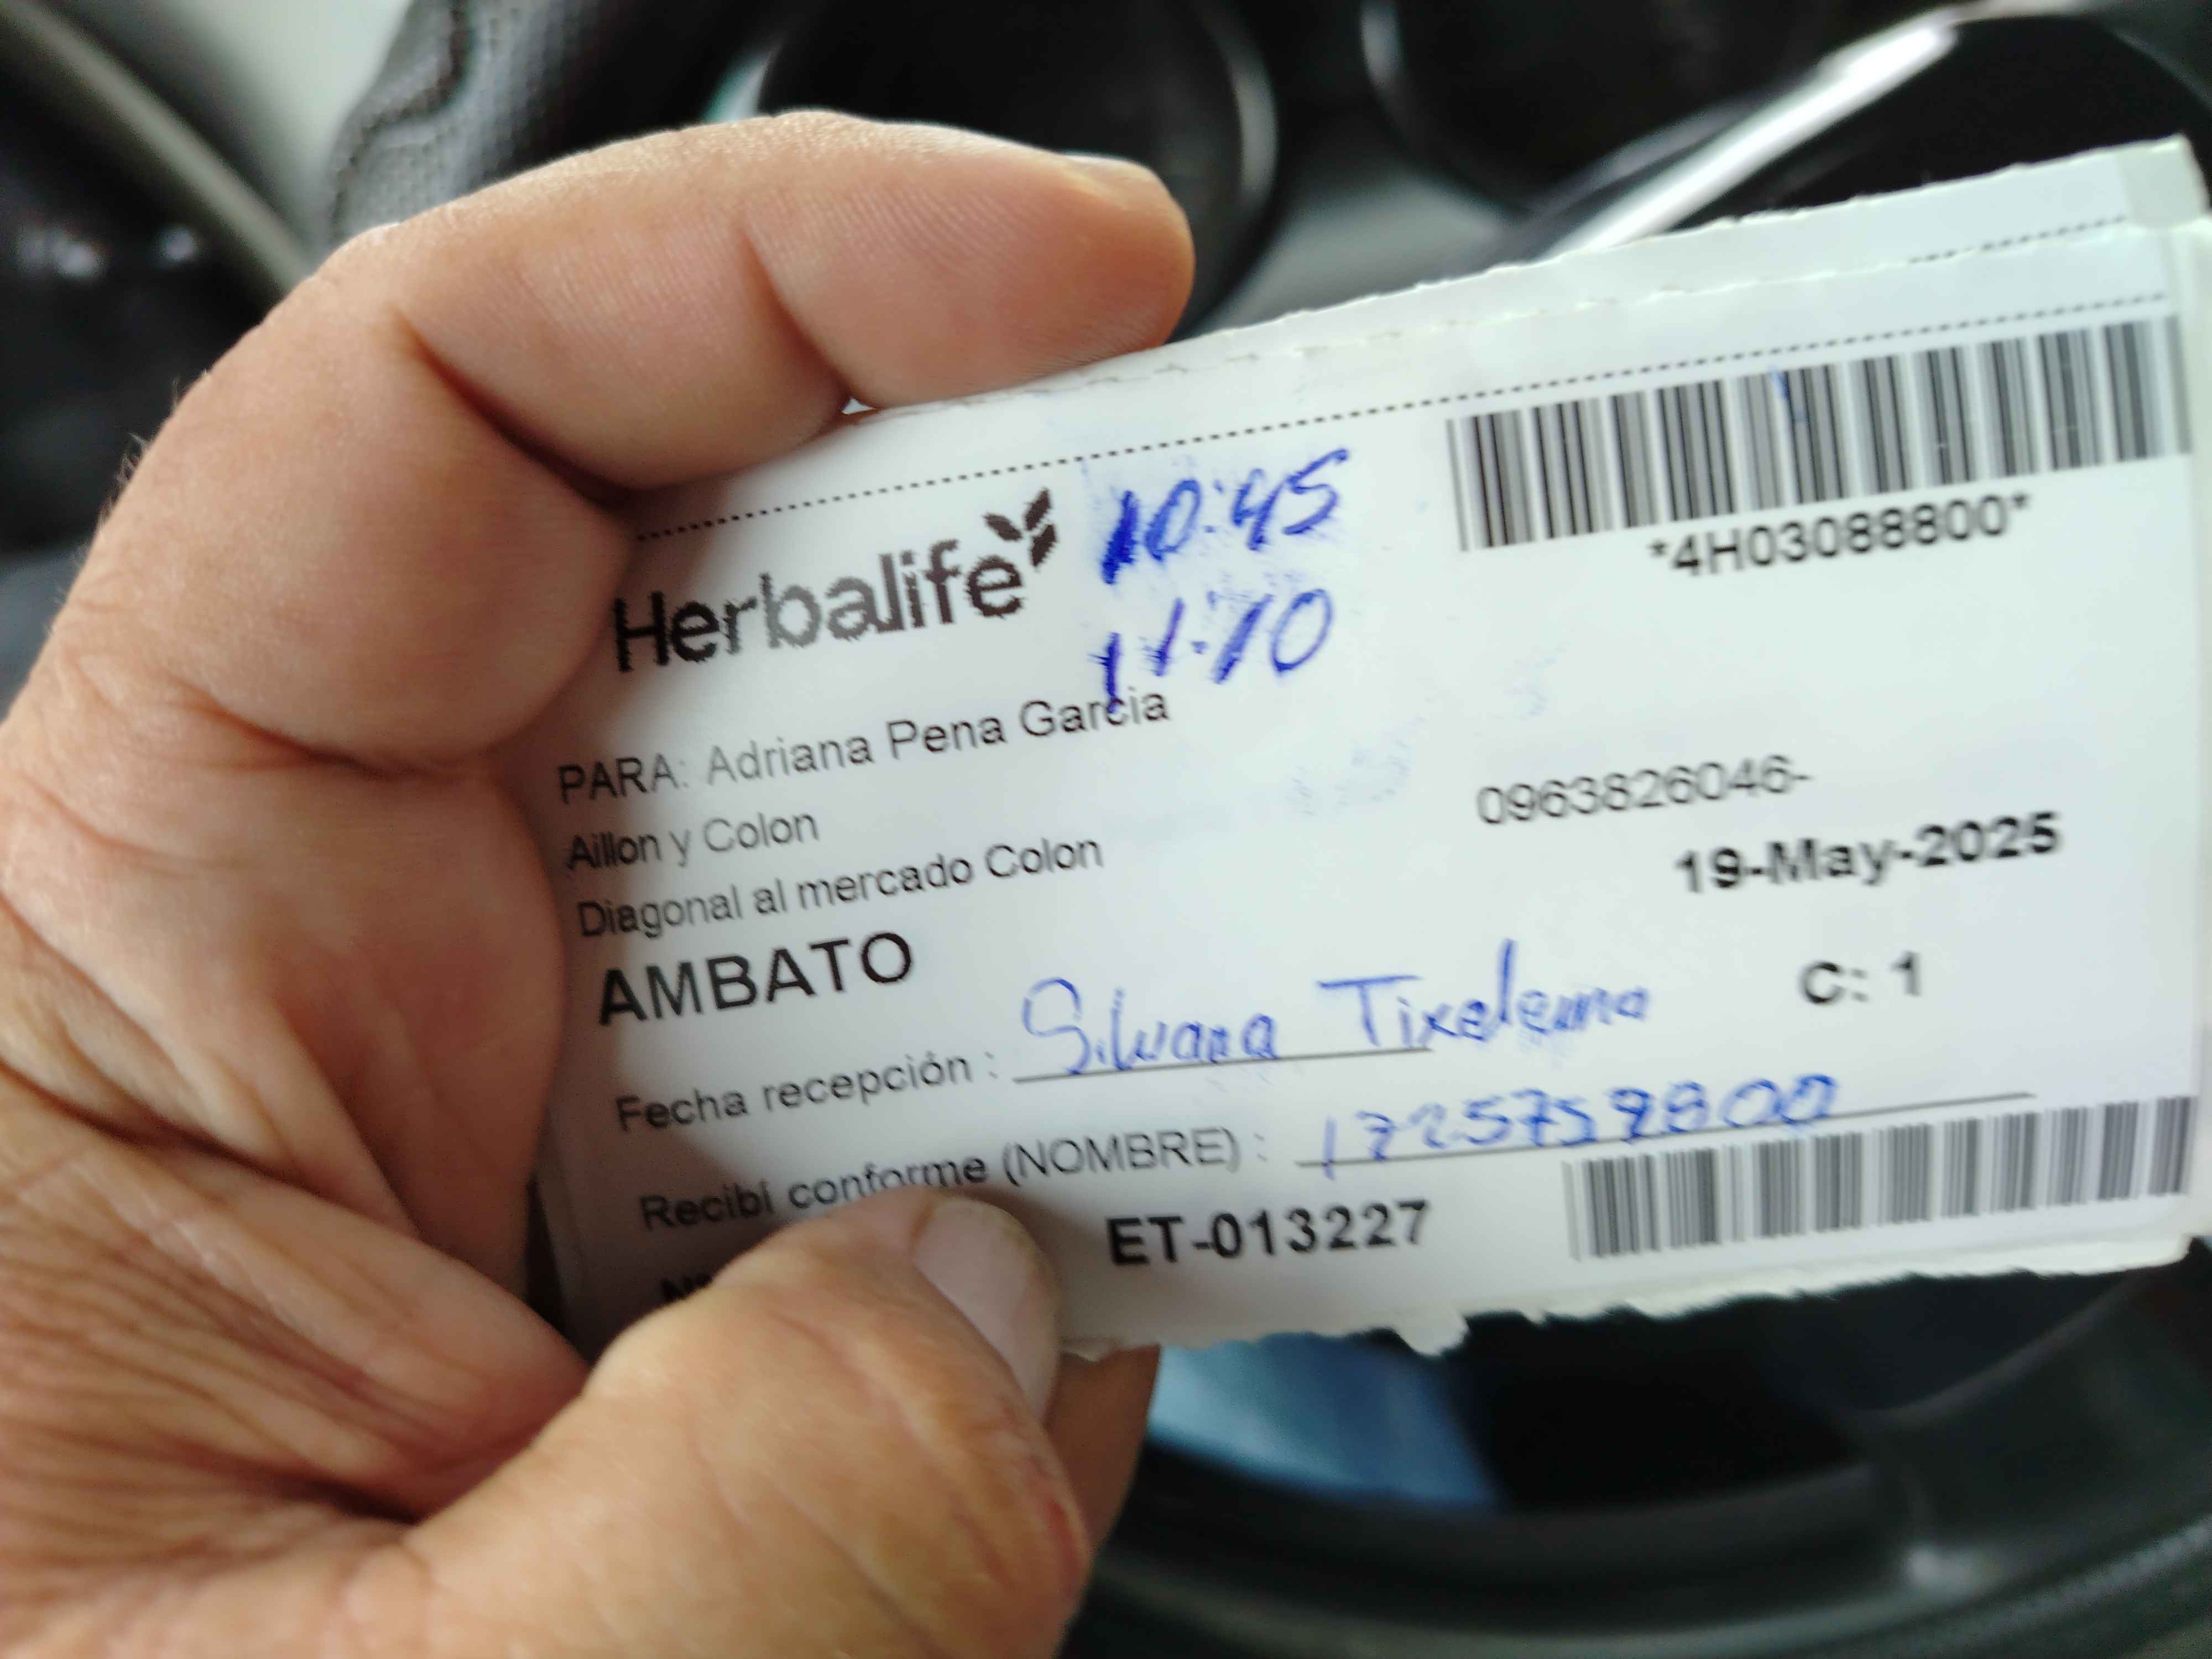 Herbalife
10:45
11:10
*4H03088800*
PARA: Adriana Pena Garcia
Aillon y Colon
0963826046-
Diagonal al mercado Colon
19-May-2025
AMBATO
C: 1
Fecha recepción : Silvana Tixelema
Recibí conforme (NOMBRE) :
ET-013227